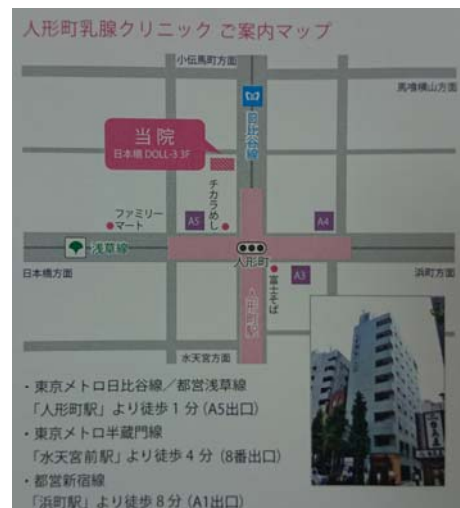 人形町乳腺クリニック ご案内マップ
小伝馬町方面
馬喰横山方面
日比谷線
当院
日本橋 DOLL-3 3F
チカラめし
ファミリー
マート
A5
A4
浅草線
人形町
日本橋方面
浜町方面
A3
富士そば
人形町駅
水天宮方面
・東京メトロ日比谷線／都営浅草線
「人形町駅」より徒歩1分(A5出口)
・東京メトロ半蔵門線
「水天宮前駅」より徒歩4分(8番出口)
・都営新宿線
「浜町駅」より徒歩8分(A1出口)